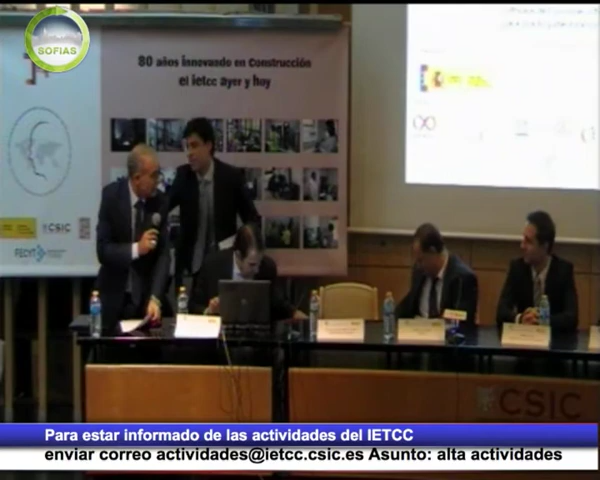 SOFIAS
80 años innovando en Construcción
el ietcc ayer y hoy
CSIC
FECYT
CSIC
Para estar informado de las actividades del IETCC
enviar correo actividades@ietcc.csic.es Asunto: alta actividades